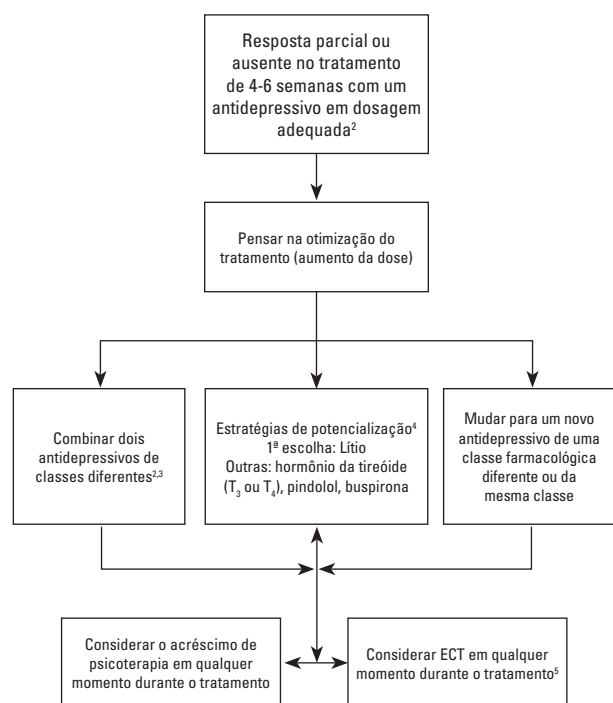 Resposta parcial ou
ausente no tratamento
de 4-6 semanas com um
antidepressivo em dosagem
adequada²
Pensar na otimização do
tratamento (aumento da dose)
Combinar dois
antidepressivos de
classes diferentes²,³
Estratégias de potencialização⁴
1ª escolha: Lítio
Outras: hormônio da tireóide
(T₃ ou T₄), pindolol, buspirona
Mudar para um novo
antidepressivo de uma
classe farmacológica
diferente ou da
mesma classe
Considerar o acréscimo de
psicoterapia em qualquer
momento durante o tratamento
Considerar ECT em qualquer
momento durante o tratamento⁵